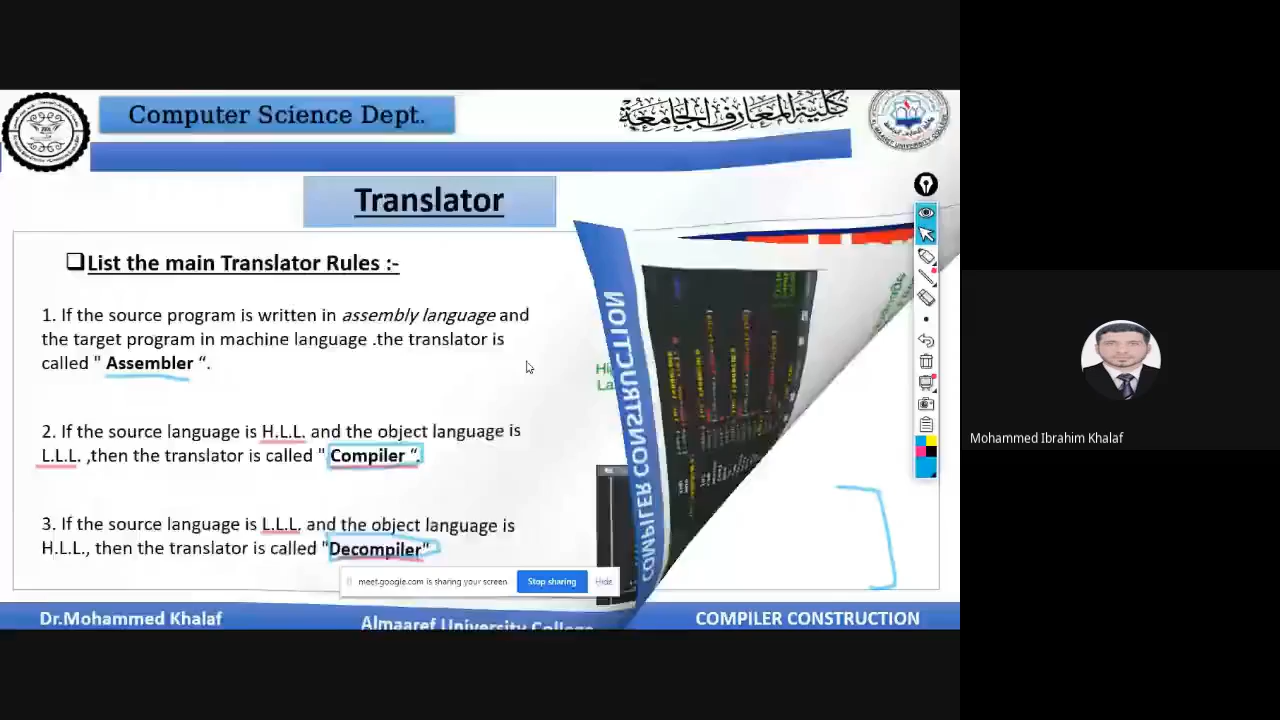 Computer Science Dept.
كلية المعارف الجامعة
Translator
❑List the main Translator Rules :-
1. If the source program is written in assembly language and
the target program in machine language .the translator is
called " Assembler “.
2. If the source language is H.L.L. and the object language is
L.L.L. ,then the translator is called " Compiler “.
3. If the source language is L.L.L. and the object language is
H.L.L., then the translator is called "Decompiler“
COMPILER CONSTRUCTION
meet.google.com is sharing your screen.
Stop sharing
Hide
Dr.Mohammed Khalaf
Almaaref University College
COMPILER CONSTRUCTION
Mohammed Ibrahim Khalaf